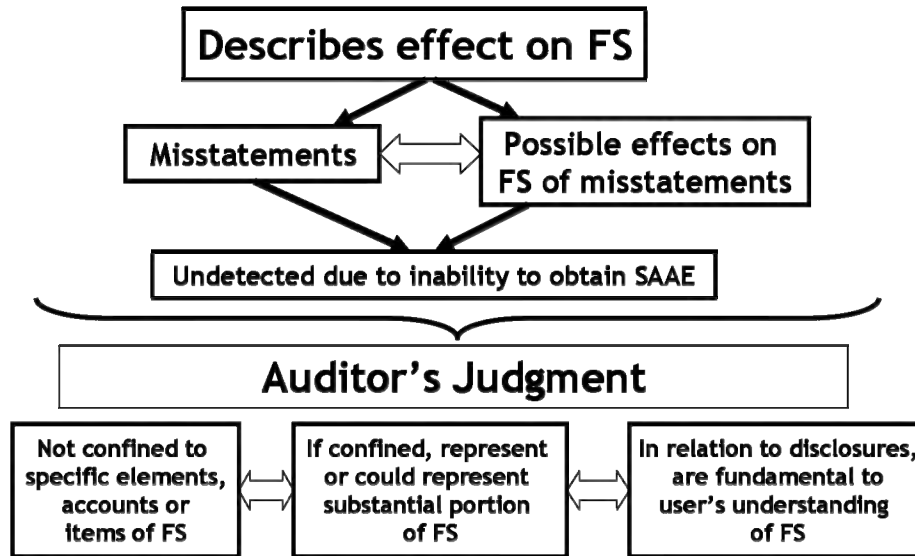 Describes effect on FS
Misstatements
Possible effects on
FS of misstatements
Undetected due to inability to obtain SAAE
Auditor's Judgment
Not confined to
specific elements,
accounts or
items of FS
If confined, represent
or could represent
substantial portion
of FS
In relation to disclosures,
are fundamental to
user's understanding
of FS